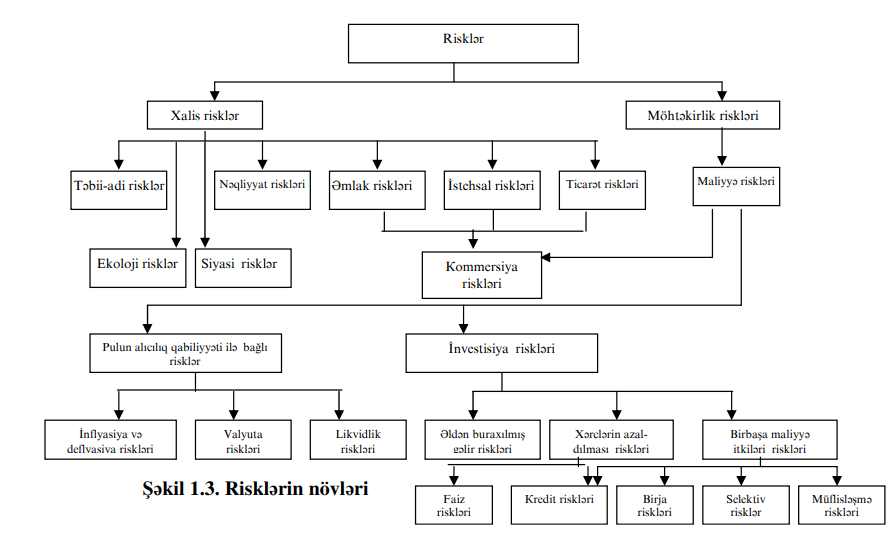 Risklər
Xalis risklər
Möhtəkirlik riskləri
Təbii-adi risklər
Nəqliyyat riskləri
Əmlak riskləri
İstehsal riskləri
Ticarət riskləri
Maliyyə riskləri
Ekoloji risklər
Siyasi risklər
Kommersiya
riskləri
Pulun alıcılıq qabiliyyəti ilə bağlı
risklər
İnvestisiya riskləri
İnflyasiya və
deflvasiva riskləri
Valyuta
riskləri
Likvidlik
riskləri
Əldən buraxılmış
gəlir riskləri
Xərclərin azal-
dılması riskləri
Birbaşa maliyyə
itkiləri riskləri
Şəkil 1.3. Risklərin növləri
Faiz
riskləri
Kredit riskləri
Birja
riskləri
Selektiv
risklər
Müflisləşmə
riskləri